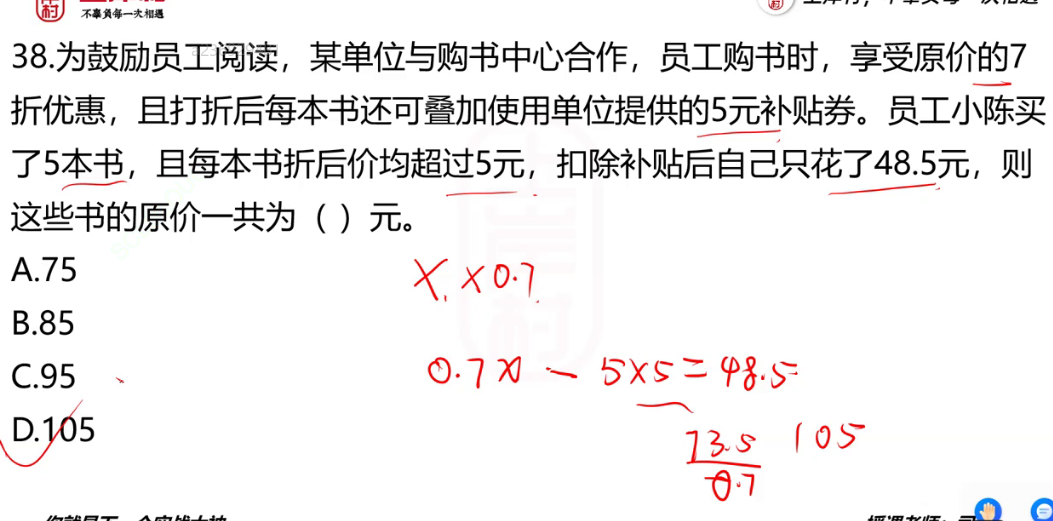 不辜負每一次相遇
38.为鼓励员工阅读，某单位与购书中心合作，员工购书时，享受原价的7
折优惠，且打折后每本书还可叠加使用单位提供的5元补贴券。员工小陈买
了5本书，且每本书折后价均超过5元，扣除补贴后自己只花了48.5元，则
这些书的原价一共为（ ）元。
A.75
X × 0.7
B.85
C.95
0.7x - 5×5=48.5
D.105
73.5 105
0.7